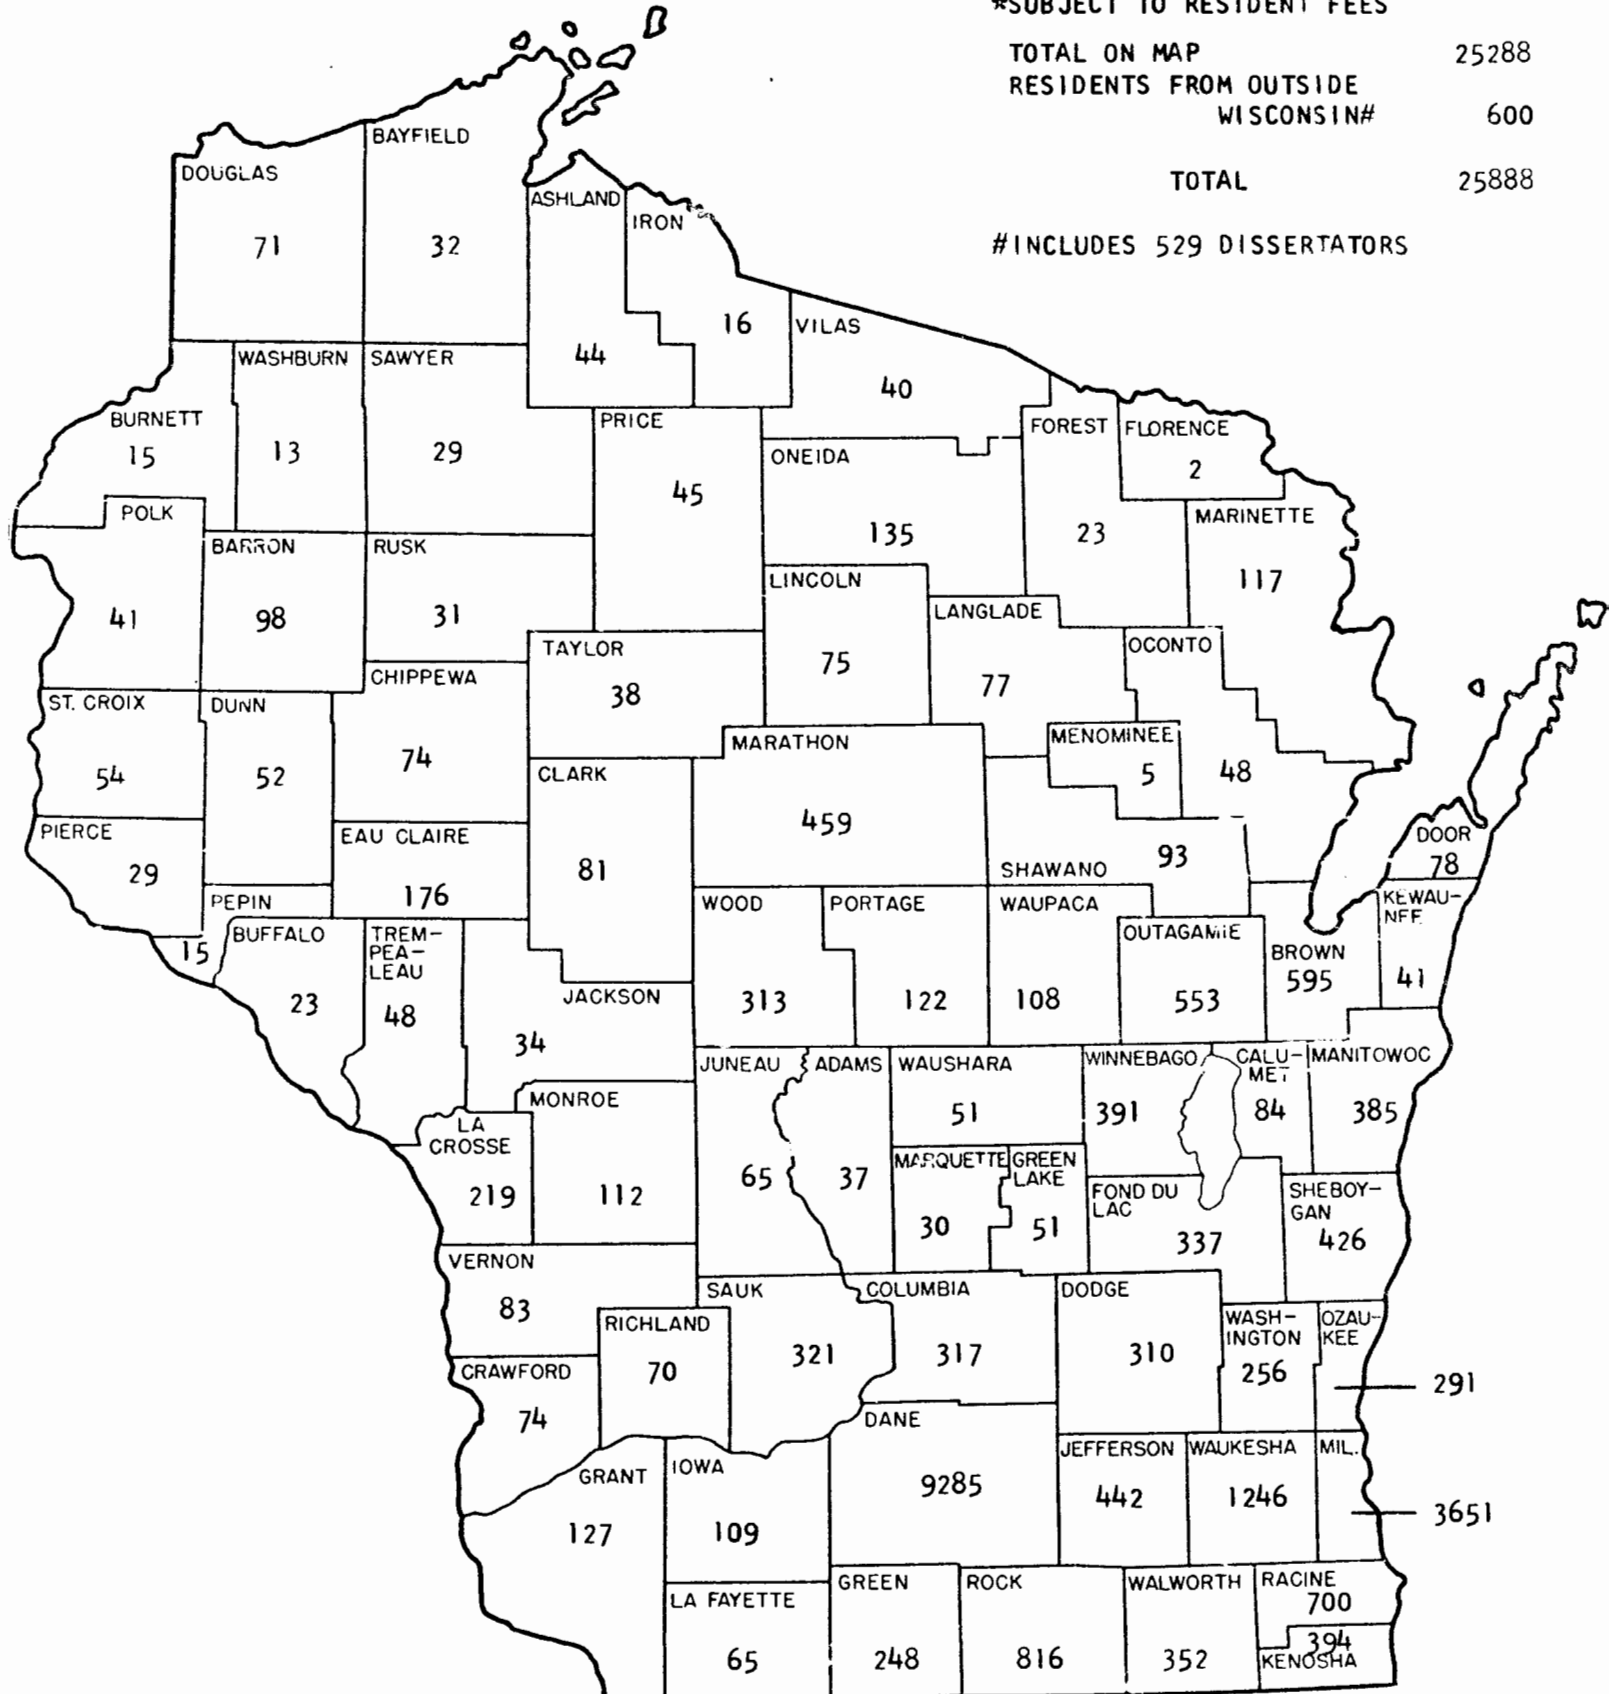 *SUBJECT TO RESIDENT FEES
TOTAL ON MAP 25288
RESIDENTS FROM OUTSIDE
WISCONSIN# 600
TOTAL 25888
#INCLUDES 529 DISSERTATORS
DOUGLAS
71
BAYFIELD
32
ASHLAND
44
IRON
16
VILAS
40
BURNETT
15
WASHBURN
13
SAWYER
29
PRICE
45
ONEIDA
135
FOREST
23
FLORENCE
2
MARINETTE
117
POLK
41
BARRON
98
RUSK
31
TAYLOR
38
LINCOLN
75
LANGLADE
77
OCONTO
48
MENOMINEE
5
ST. CROIX
54
DUNN
52
CHIPPEWA
74
CLARK
81
MARATHON
459
SHAWANO
93
DOOR
78
PIERCE
29
PEPIN
15
EAU CLAIRE
176
BUFFALO
23
TREM-
PEA-
LEAU
48
JACKSON
34
WOOD
313
PORTAGE
122
WAUPACA
108
OUTAGAMIE
553
BROWN
595
KEWAU-
NEE
41
LA
CROSSE
219
MONROE
112
JUNEAU
65
ADAMS
37
WAUSHARA
51
WINNEBAGO
391
CALU-
MET
84
MANITOWOC
385
MARQUETTE
30
GREEN
LAKE
51
FOND DU
LAC
337
SHEBOY-
GAN
426
VERNON
83
RICHLAND
70
SAUK
321
COLUMBIA
317
DODGE
310
WASH-
INGTON
256
OZAU-
KEE
291
CRAWFORD
74
GRANT
127
IOWA
109
DANE
9285
JEFFERSON
442
WAUKESHA
1246
MIL.
3651
LA FAYETTE
65
GREEN
248
ROCK
816
WALWORTH
352
RACINE
700
394
KENOSHA